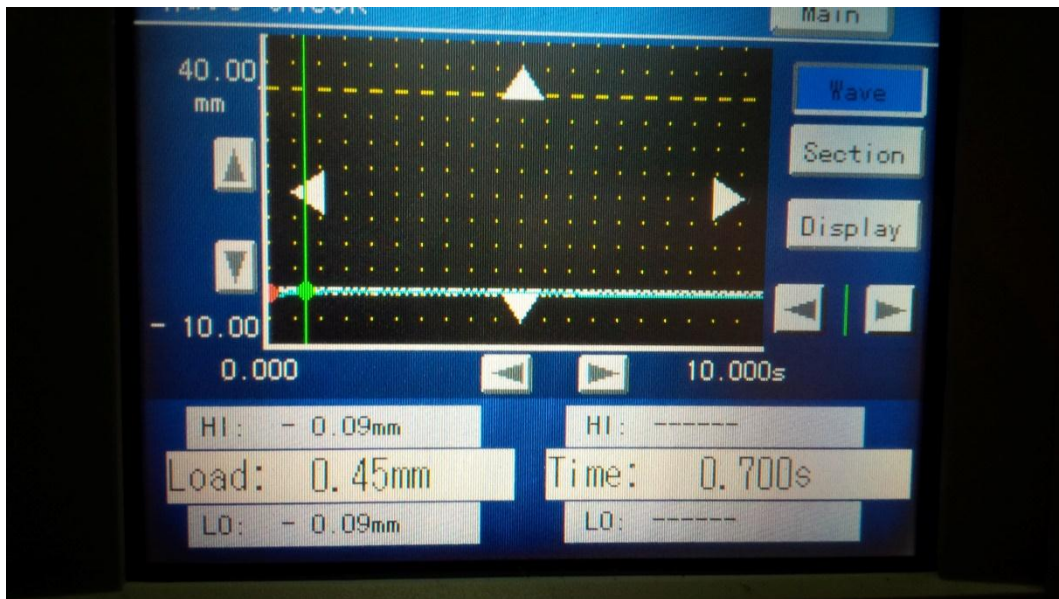 Main
40.00
mm
Wave
Section
Display
- 10.00
0.000
10.000s
HI: - 0.09mm
HI: ------
Load: 0.45mm
Time: 0.700s
LO: - 0.09mm
LO: ------